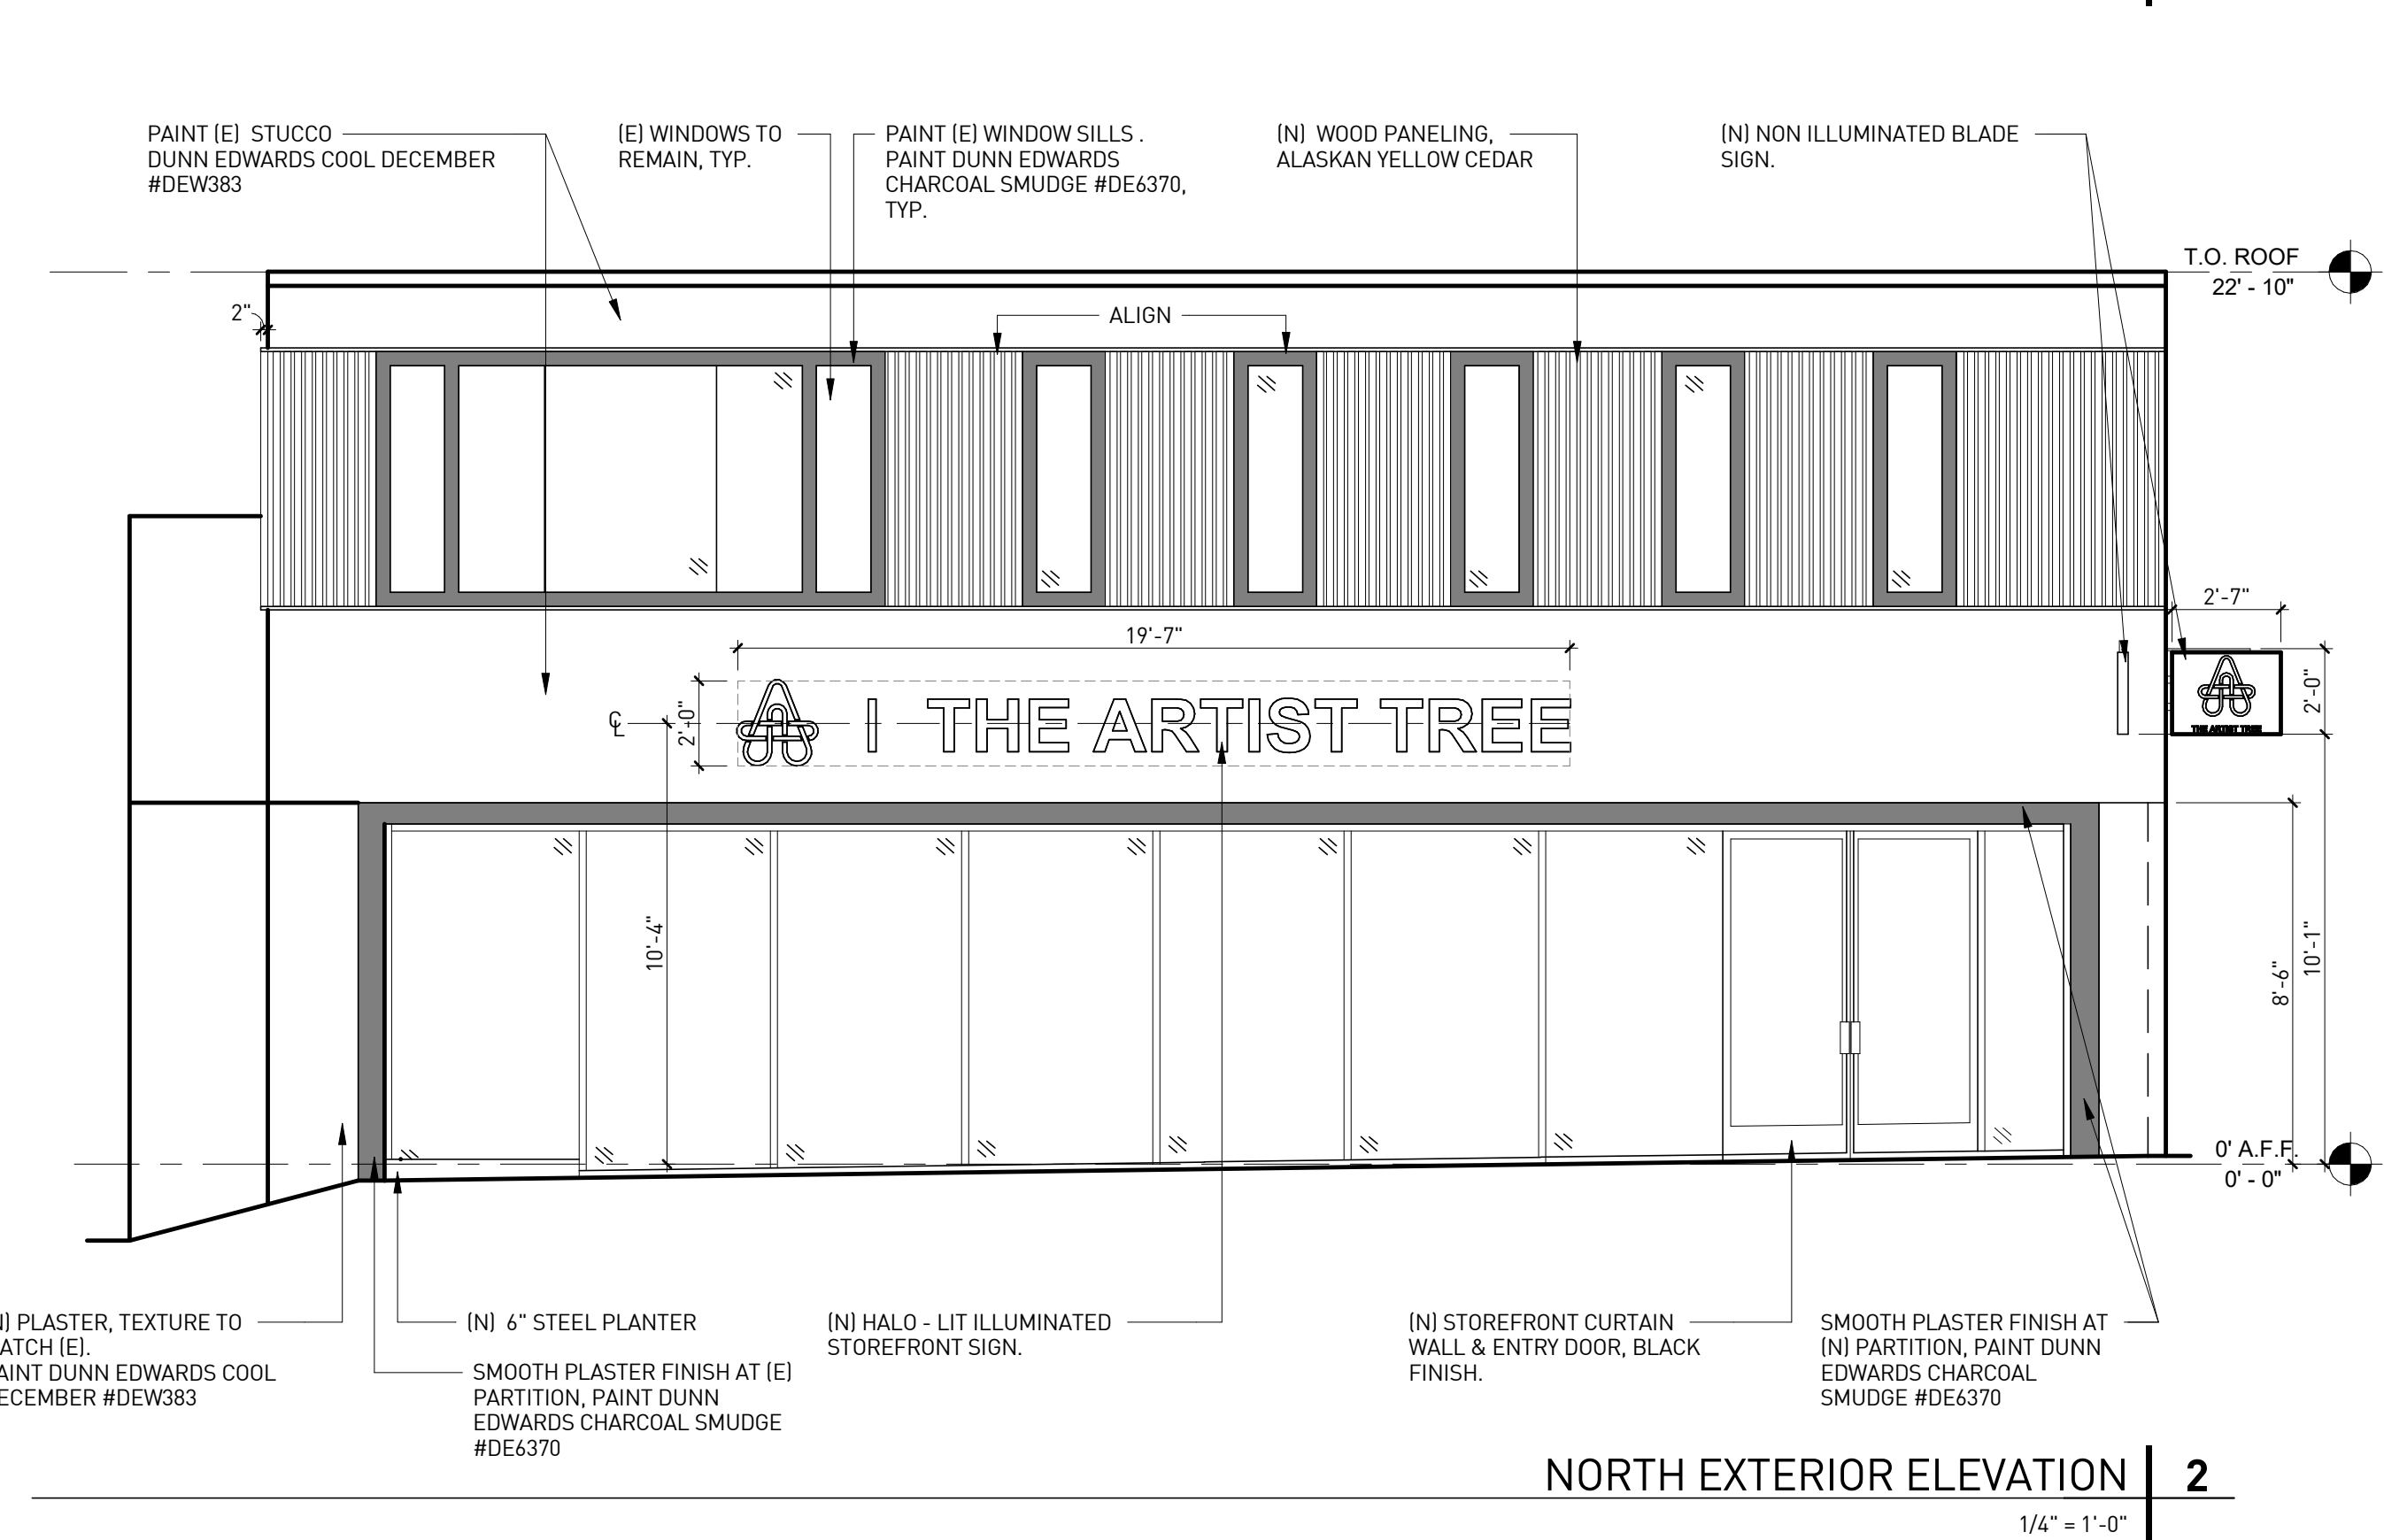 PAINT (E) STUCCO
DUNN EDWARDS COOL DECEMBER
#DEW383
(E) WINDOWS TO
REMAIN, TYP.
PAINT (E) WINDOW SILLS .
PAINT DUNN EDWARDS
CHARCOAL SMUDGE #DE6370,
TYP.
(N) WOOD PANELING,
ALASKAN YELLOW CEDAR
(N) NON ILLUMINATED BLADE
SIGN.
T.O. ROOF
22' - 10"
2"
ALIGN
2'-7"
19'-7"
2'-0"
CL
THE ARTIST TREE
THE ARTIST TREE
2'-0"
10'-4"
8'-6"
10'-1"
0' A.F.F.
0' - 0"
) PLASTER, TEXTURE TO
ATCH (E).
AINT DUNN EDWARDS COOL
ECEMBER #DEW383
(N) 6" STEEL PLANTER
SMOOTH PLASTER FINISH AT (E)
PARTITION, PAINT DUNN
EDWARDS CHARCOAL SMUDGE
#DE6370
(N) HALO - LIT ILLUMINATED
STOREFRONT SIGN.
(N) STOREFRONT CURTAIN
WALL & ENTRY DOOR, BLACK
FINISH.
SMOOTH PLASTER FINISH AT
(N) PARTITION, PAINT DUNN
EDWARDS CHARCOAL
SMUDGE #DE6370
NORTH EXTERIOR ELEVATION 2
1/4" = 1'-0"